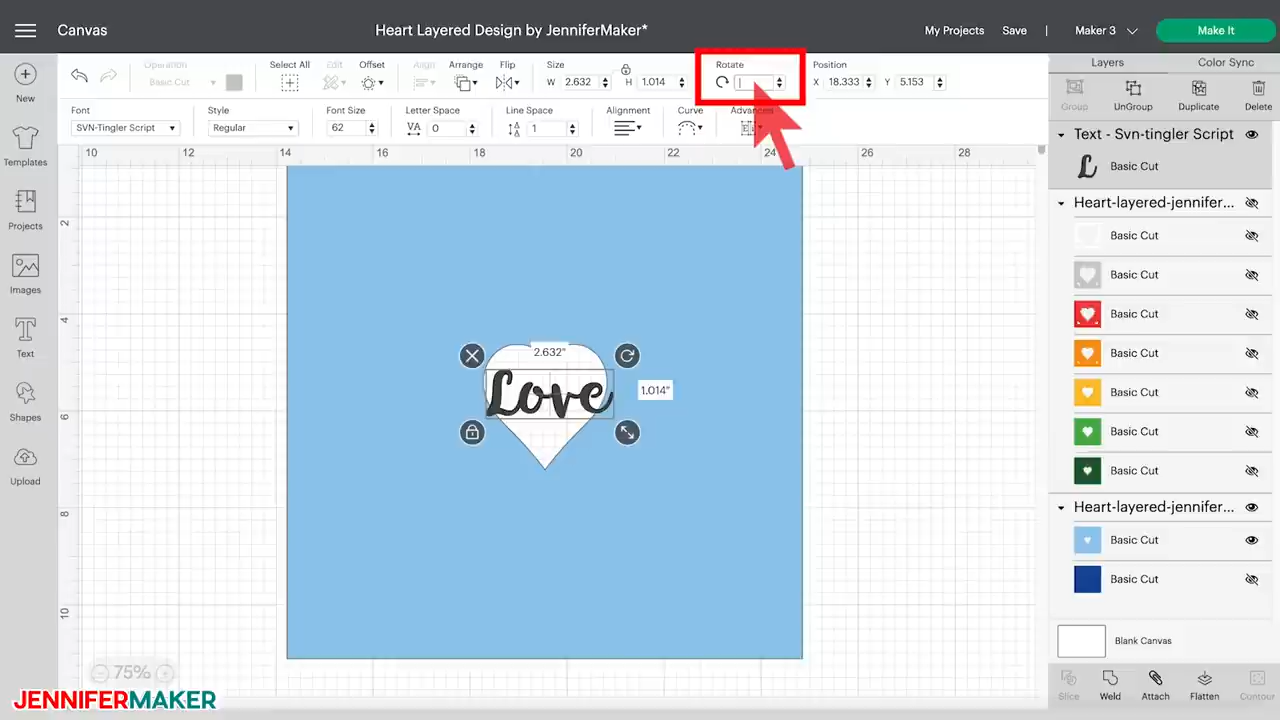 Canvas
Heart Layered Design by JenniferMaker*
My Projects
Save
|
Maker 3
Make It
New
Templates
Projects
Images
Text
Shapes
Upload
Operation
Basic Cut
Select All
Edit
Offset
Align
Arrange
Flip
Size
W 2.632
H 1.014
Rotate
Position
X 18.333
Y 5.153
Font
SVN-Tingler Script
Style
Regular
Font Size
62
Letter Space
VA 0
Line Space
1
Alignment
Curve
Advanced
10 12 14 16 18 20 22 24 26 28
2
4
6
8
10
2.632"
1.014"
Love
75%
JENNIFERMAKER
Layers
Color Sync
Group
UnGroup
Duplicate
Delete
Text - Svn-tingler Script
L Basic Cut
Heart-layered-jennifer...
Basic Cut
Basic Cut
Basic Cut
Basic Cut
Basic Cut
Basic Cut
Basic Cut
Heart-layered-jennifer...
Basic Cut
Basic Cut
Blank Canvas
Slice
Weld
Attach
Flatten
Contour